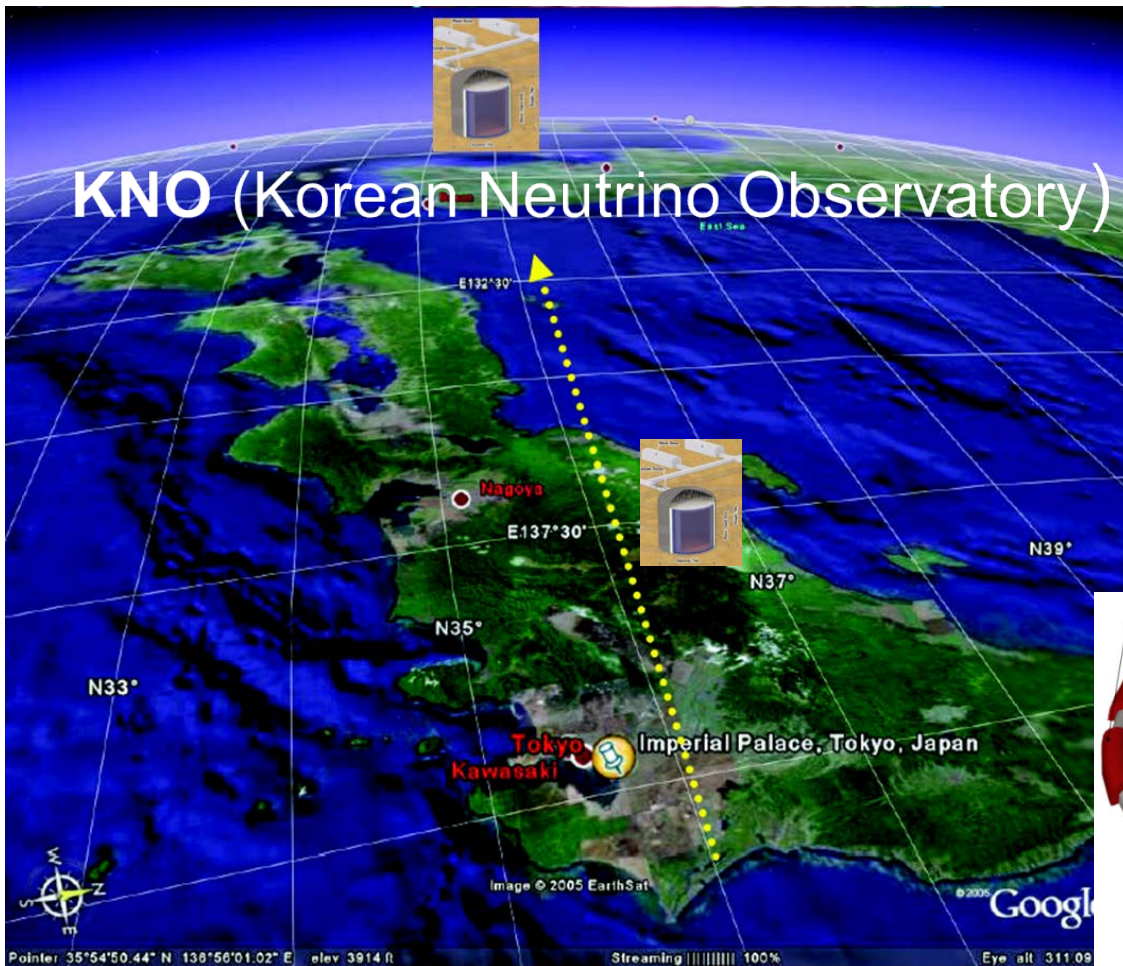 KNO (Korean Neutrino Observatory)
East Sea
E132°30'
Nagoya
E137°30'
N39°
N37°
N35°
N33°
Tokyo
Imperial Palace, Tokyo, Japan
Kawasaki
W
N
S
E
Image © 2005 EarthSat
©2005 Google
Pointer 35°54'50.44" N 136°56'01.02" E elev 3914 ft Streaming |||||||||| 100% Eye alt 311.09